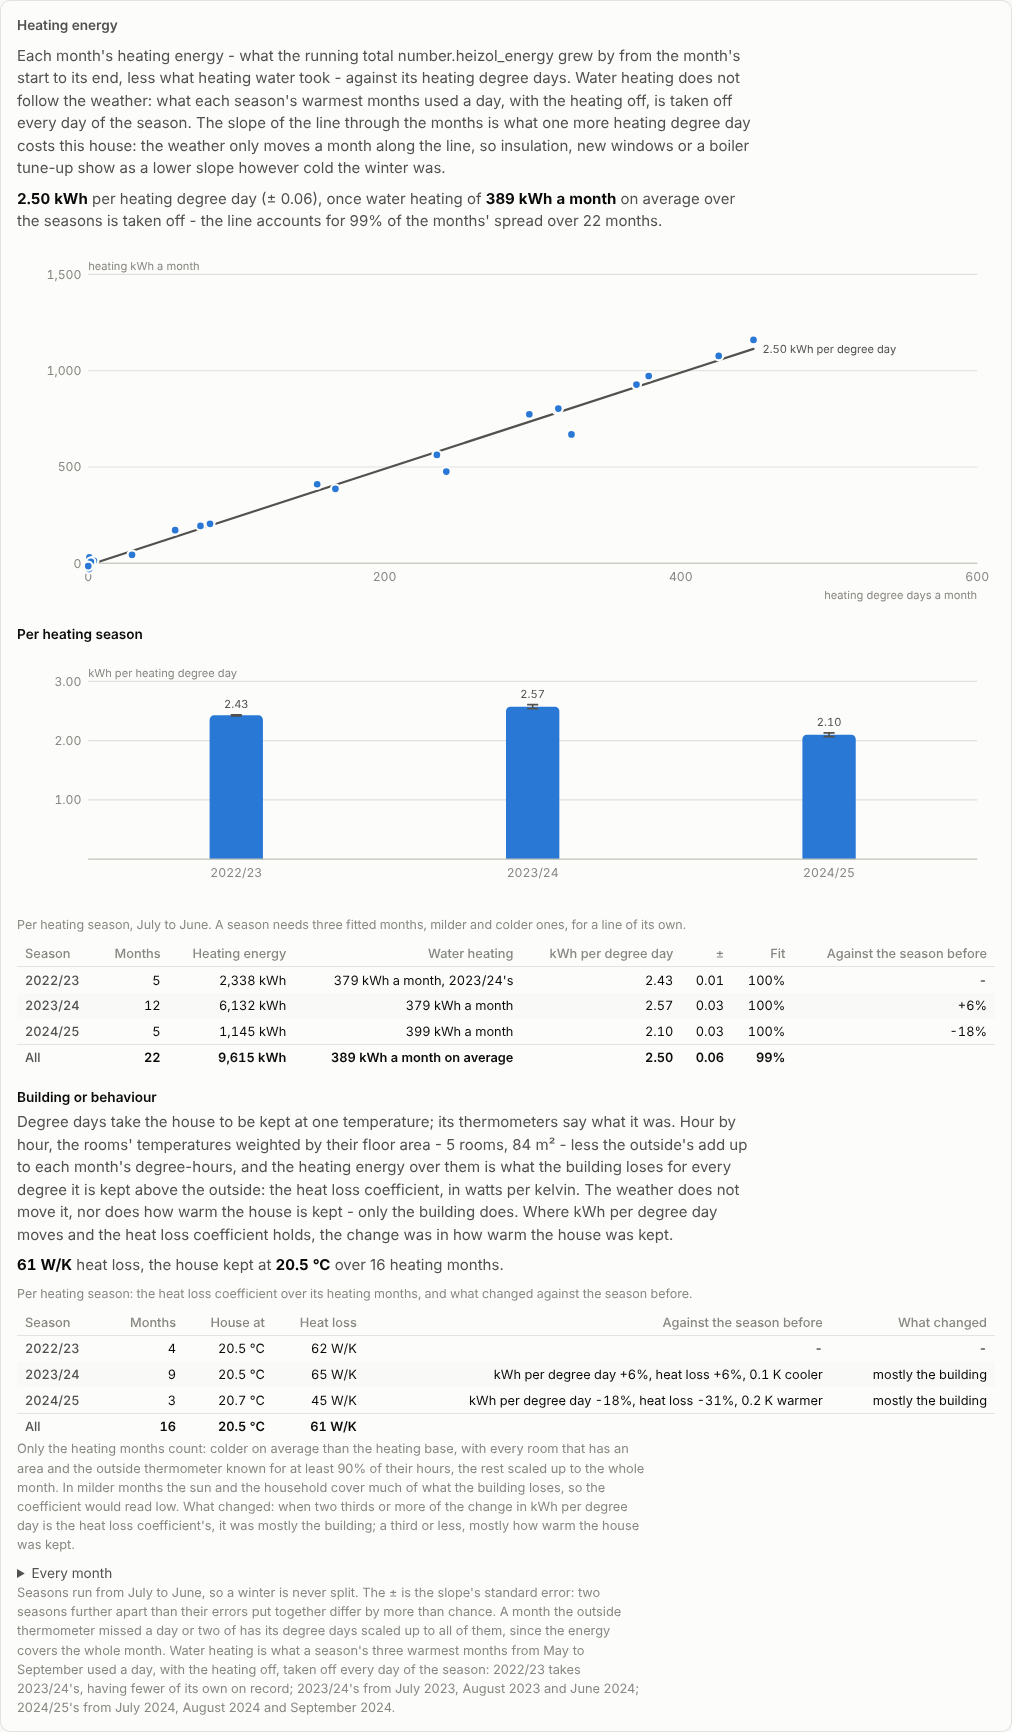 Heating energy
Each month's heating energy - what the running total number.heizol_energy grew by from the month's
start to its end, less what heating water took - against its heating degree days. Water heating does not
follow the weather: what each season's warmest months used a day, with the heating off, is taken off
every day of the season. The slope of the line through the months is what one more heating degree day
costs this house: the weather only moves a month along the line, so insulation, new windows or a boiler
tune-up show as a lower slope however cold the winter was.
2.50 kWh per heating degree day (± 0.06), once water heating of 389 kWh a month on average over
the seasons is taken off - the line accounts for 99% of the months' spread over 22 months.
heating kWh a month
1,500
1,000
500
0
2.50 kWh per degree day
0 200 400 600
heating degree days a month
Per heating season
kWh per heating degree day
3.00
2.00
1.00
2.43 2.57 2.10
2022/23 2023/24 2024/25
Per heating season, July to June. A season needs three fitted months, milder and colder ones, for a line of its own.
Season Months Heating energy Water heating kWh per degree day ± Fit Against the season before
2022/23 5 2,338 kWh 379 kWh a month, 2023/24's 2.43 0.01 100% -
2023/24 12 6,132 kWh 379 kWh a month 2.57 0.03 100% +6%
2024/25 5 1,145 kWh 399 kWh a month 2.10 0.03 100% -18%
All 22 9,615 kWh 389 kWh a month on average 2.50 0.06 99%
Building or behaviour
Degree days take the house to be kept at one temperature; its thermometers say what it was. Hour by
hour, the rooms' temperatures weighted by their floor area - 5 rooms, 84 m² - less the outside's add up
to each month's degree-hours, and the heating energy over them is what the building loses for every
degree it is kept above the outside: the heat loss coefficient, in watts per kelvin. The weather does not
move it, nor does how warm the house is kept - only the building does. Where kWh per degree day
moves and the heat loss coefficient holds, the change was in how warm the house was kept.
61 W/K heat loss, the house kept at 20.5 °C over 16 heating months.
Per heating season: the heat loss coefficient over its heating months, and what changed against the season before.
Season Months House at Heat loss Against the season before What changed
2022/23 4 20.5 °C 62 W/K - -
2023/24 9 20.5 °C 65 W/K kWh per degree day +6%, heat loss +6%, 0.1 K cooler mostly the building
2024/25 3 20.7 °C 45 W/K kWh per degree day -18%, heat loss -31%, 0.2 K warmer mostly the building
All 16 20.5 °C 61 W/K
Only the heating months count: colder on average than the heating base, with every room that has an
area and the outside thermometer known for at least 90% of their hours, the rest scaled up to the whole
month. In milder months the sun and the household cover much of what the building loses, so the
coefficient would read low. What changed: when two thirds or more of the change in kWh per degree
day is the heat loss coefficient's, it was mostly the building; a third or less, mostly how warm the house
was kept.
▶ Every month
Seasons run from July to June, so a winter is never split. The ± is the slope's standard error: two
seasons further apart than their errors put together differ by more than chance. A month the outside
thermometer missed a day or two of has its degree days scaled up to all of them, since the energy
covers the whole month. Water heating is what a season's three warmest months from May to
September used a day, with the heating off, taken off every day of the season: 2022/23 takes
2023/24's, having fewer of its own on record; 2023/24's from July 2023, August 2023 and June 2024;
2024/25's from July 2024, August 2024 and September 2024.